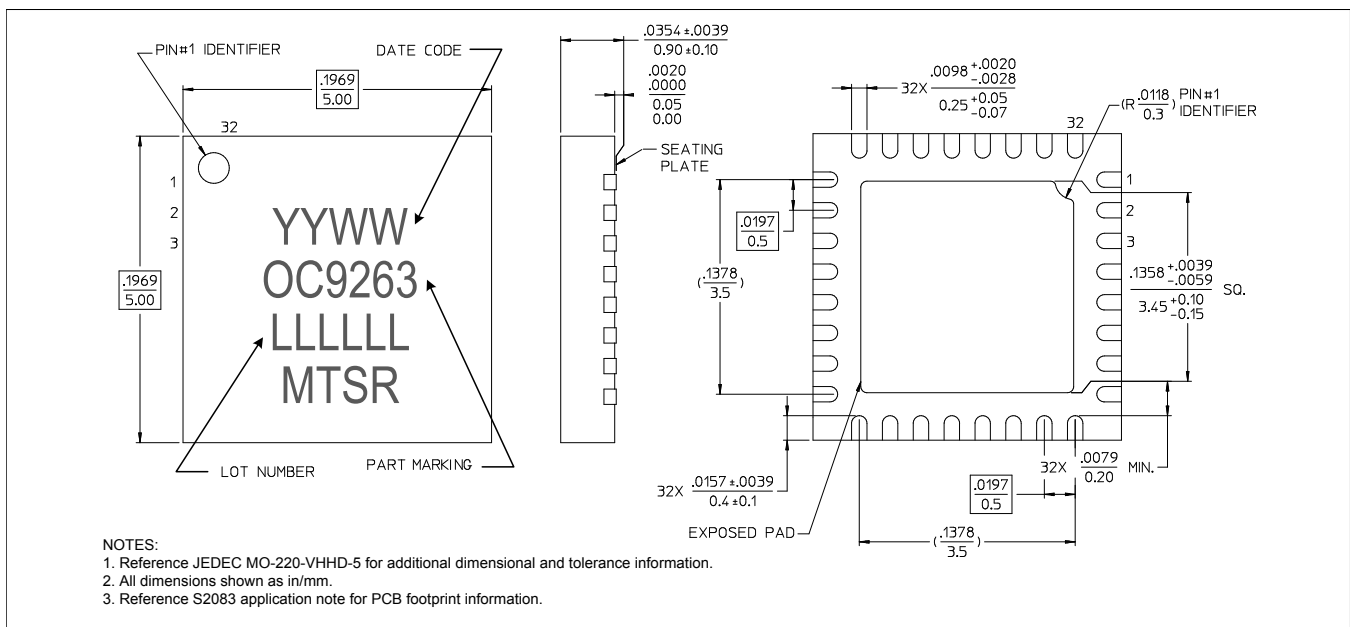 PIN#1 IDENTIFIER
DATE CODE
.1969
5.00
32
1
2
3
.1969
5.00
YYWW
OC9263
LLLLLL
MTSR
LOT NUMBER
PART MARKING
.0354 ±.0039
0.90 ±0.10
.0020
.0000
0.05
0.00
SEATING
PLATE
32X .0098 +.0020
-.0028
0.25 +0.05
-0.07
(R .0118
0.3 )
PIN#1
IDENTIFIER
32
1
2
3
.0197
0.5
( .1378
3.5 )
.1358 +.0039
-.0059
SQ.
3.45 +0.10
-0.15
32X .0157 ±.0039
0.4 ±0.1
32X .0079
0.20 MIN.
.0197
0.5
EXPOSED PAD
( .1378
3.5 )
NOTES:
1. Reference JEDEC MO-220-VHHD-5 for additional dimensional and tolerance information.
2. All dimensions shown as in/mm.
3. Reference S2083 application note for PCB footprint information.